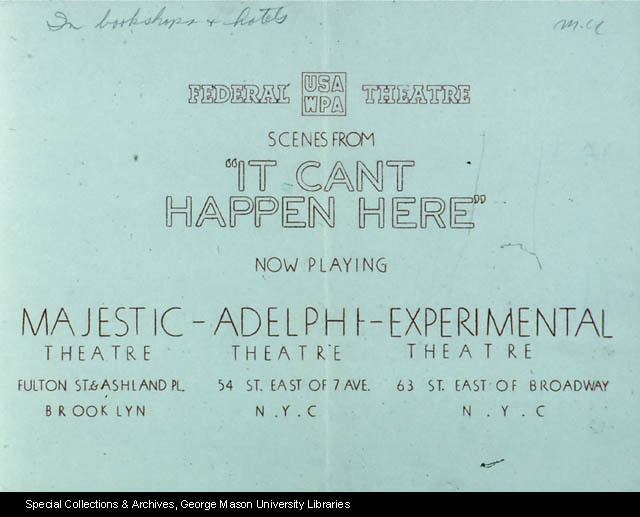 In bookshops & hotels
FEDERAL USA WPA THEATRE
SCENES FROM
"IT CANT
HAPPEN HERE"
NOW PLAYING
MAJESTIC - ADELPHI - EXPERIMENTAL
THEATRE THEATRE THEATRE
FULTON ST. & ASHLAND PL. 54 ST. EAST OF 7 AVE. 63 ST. EAST OF BROADWAY
BROOKLYN N.Y.C N.Y.C
Special Collections & Archives, George Mason University Libraries